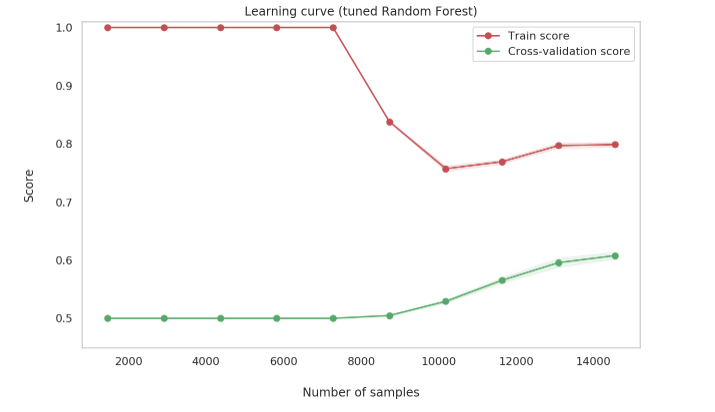 Learning curve (tuned Random Forest)
Train score
Cross-validation score
Score
1.0
0.9
0.8
0.7
0.6
0.5
2000 4000 6000 8000 10000 12000 14000
Number of samples